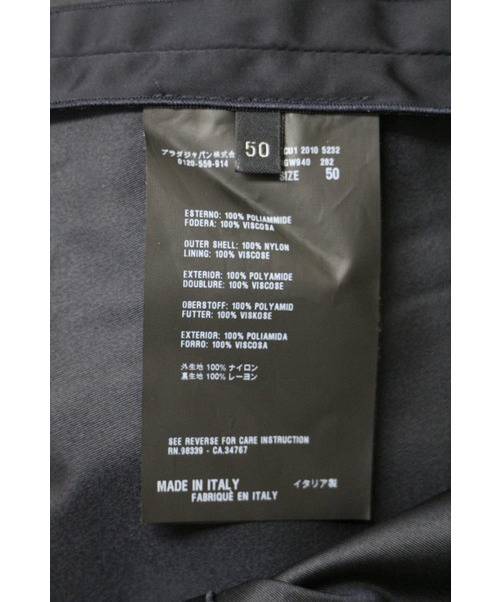 プラダジャパン株式会
0120-559-914
50
CU1 2010 5232
GW940 282
SIZE 50
ESTERNO: 100% POLIAMMIDE
FODERA: 100% VISCOSA
OUTER SHELL: 100% NYLON
LINING: 100% VISCOSE
EXTERIOR: 100% POLYAMIDE
DOUBLURE: 100% VISCOSE
OBERSTOFF: 100% POLYAMID
FUTTER: 100% VISKOSE
EXTERIOR: 100% POLIAMIDA
FORRO: 100% VISCOSA
外生地 100% ナイロン
裏生地 100% レーヨン
SEE REVERSE FOR CARE INSTRUCTION
RN.98339 - CA.34767
MADE IN ITALY イタリア製
FABRIQUÉ EN ITALY